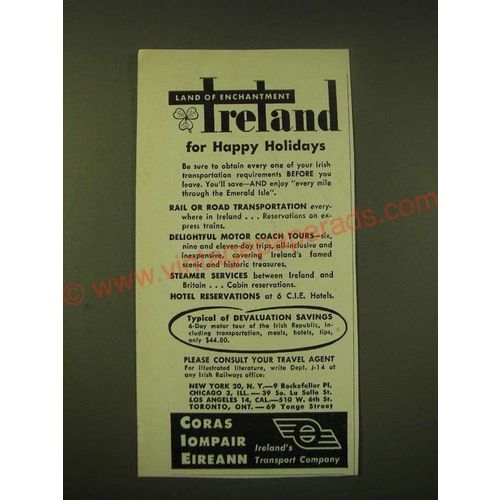 LAND OF ENCHANTMENT
Ireland
for Happy Holidays
Be sure to obtain every one of your Irish
transportation requirements BEFORE you
leave. You'll save—AND enjoy "every mile
through the Emerald Isle".
RAIL OR ROAD TRANSPORTATION every-
where in Ireland . . . Reservations on ex-
press trains.
DELIGHTFUL MOTOR COACH TOURS—six,
nine and eleven-day trips, all-inclusive and
inexpensive, covering Ireland's famed
scenic and historic treasures.
STEAMER SERVICES between Ireland and
Britain . . . Cabin reservations.
HOTEL RESERVATIONS at 6 C.I.E. Hotels.
Typical of DEVALUATION SAVINGS
6-Day motor tour of the Irish Republic, in-
cluding transportation, meals, hotels, tips,
only $44.80.
PLEASE CONSULT YOUR TRAVEL AGENT
For illustrated literature, write Dept. J-14 at
any Irish Railways office:
NEW YORK 20, N. Y.—9 Rockefeller Pl.
CHICAGO 3, ILL.—39 So. La Salle St.
LOS ANGELES 14, CAL.—510 W. 6th St.
TORONTO, ONT.—69 Yonge Street
CORAS
IOMPAIR
EIREANN
Ireland's
Transport Company